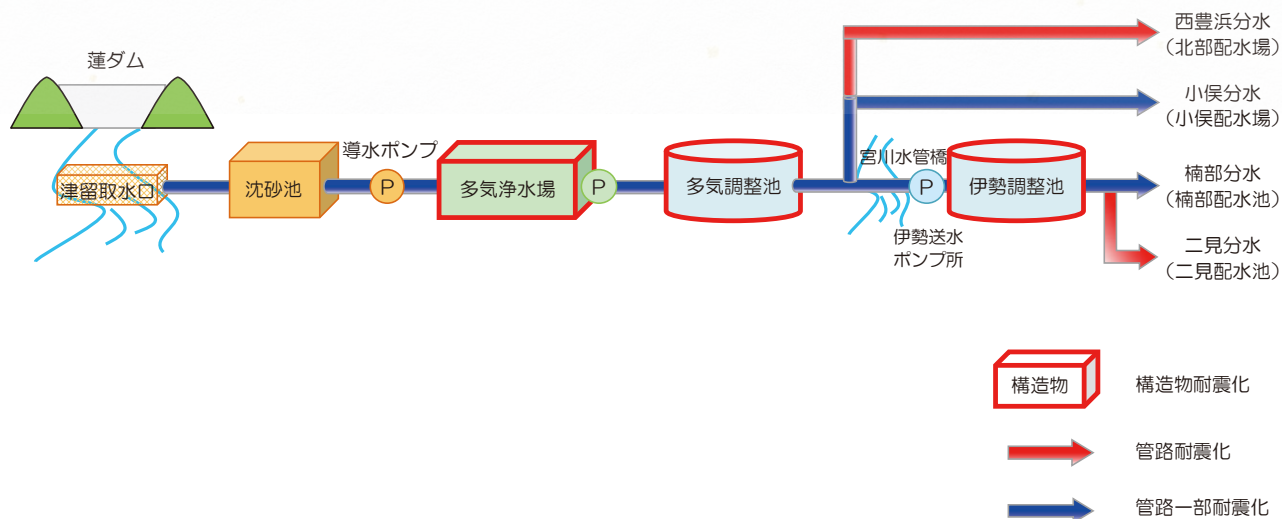 蓮ダム
津留取水口
沈砂池
導水ポンプ
P
多気浄水場
P
多気調整池
宮川水管橋
P
伊勢送水
ポンプ所
伊勢調整池
西豊浜分水
(北部配水場)
小俣分水
(小俣配水場)
楠部分水
(楠部配水池)
二見分水
(二見配水池)
構造物
構造物耐震化
管路耐震化
管路一部耐震化